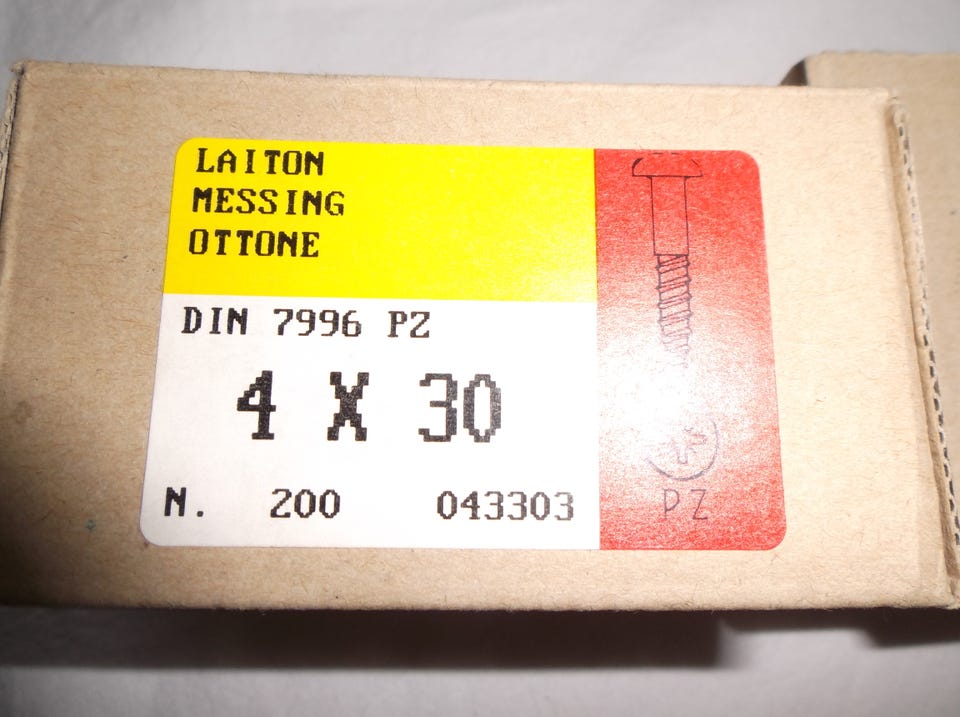 LAITON
MESSING
OTTONE
DIN 7996 PZ
4 X 30
N. 200 043303
PZ